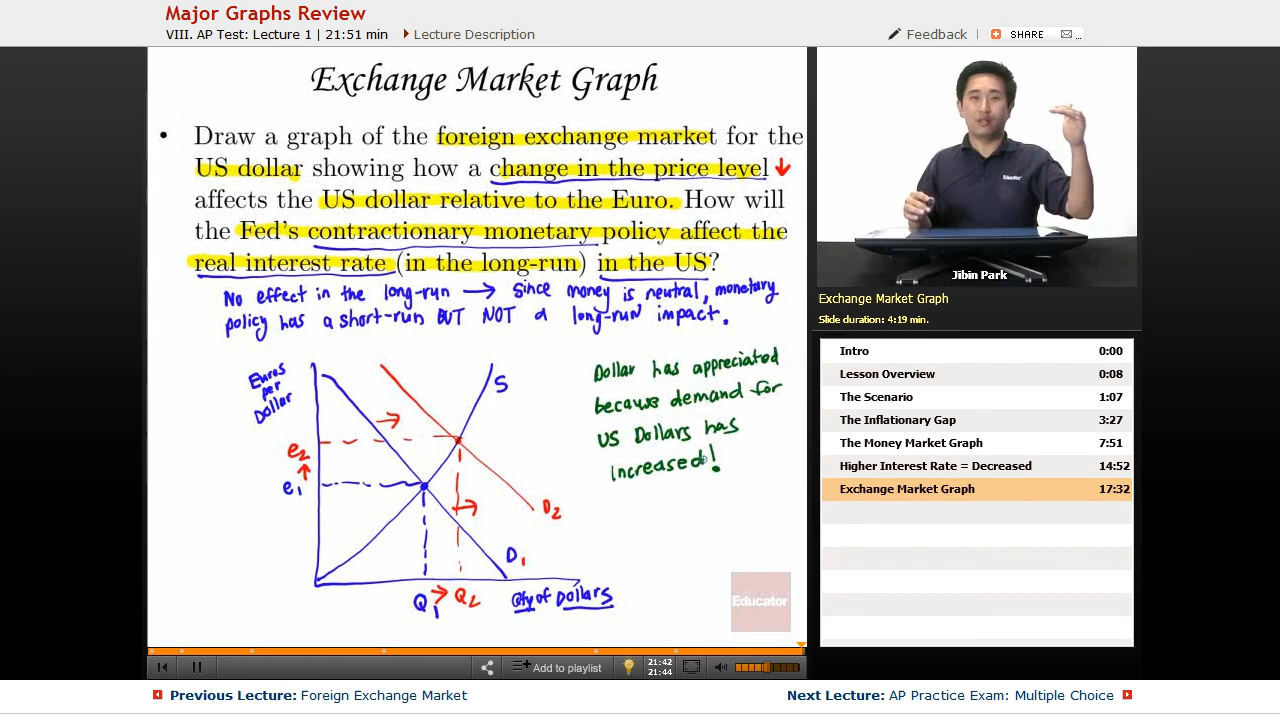 Major Graphs Review
VIII. AP Test: Lecture 1 | 21:51 min
Lecture Description
Feedback
SHARE
Exchange Market Graph
• Draw a graph of the foreign exchange market for the
US dollar showing how a change in the price level ↓
affects the US dollar relative to the Euro. How will
the Fed's contractionary monetary policy affect the
real interest rate (in the long-run) in the US?
No effect in the long-run → since money is neutral, monetary
policy has a short-run BUT NOT a long-run impact.
Euros
per
Dollar
e₂
↑
e₁
S
D₂
D₁
Q₁ → Q₂
Qty of Dollars
Dollar has appreciated
because demand for
US Dollars has
increased!
Educator
Educator
Jibin Park
Exchange Market Graph
Slide duration: 4:19 min.
Intro 0:00
Lesson Overview 0:08
The Scenario 1:07
The Inflationary Gap 3:27
The Money Market Graph 7:51
Higher Interest Rate = Decreased 14:52
Exchange Market Graph 17:32
Add to playlist
21:42
21:44
Previous Lecture: Foreign Exchange Market
Next Lecture: AP Practice Exam: Multiple Choice